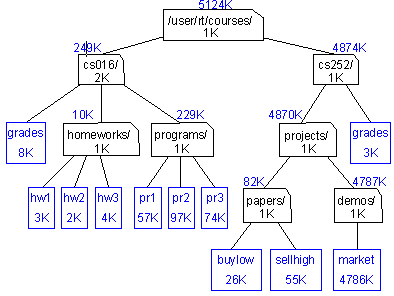 5124K
/user/rt/courses/
1K
249K
cs016/
2K
4874K
cs252/
1K
grades
8K
10K
homeworks/
1K
229K
programs/
1K
4870K
projects/
1K
grades
3K
hw1
3K
hw2
2K
hw3
4K
pr1
57K
pr2
97K
pr3
74K
82K
papers/
1K
4787K
demos/
1K
buylow
26K
sellhigh
55K
market
4786K